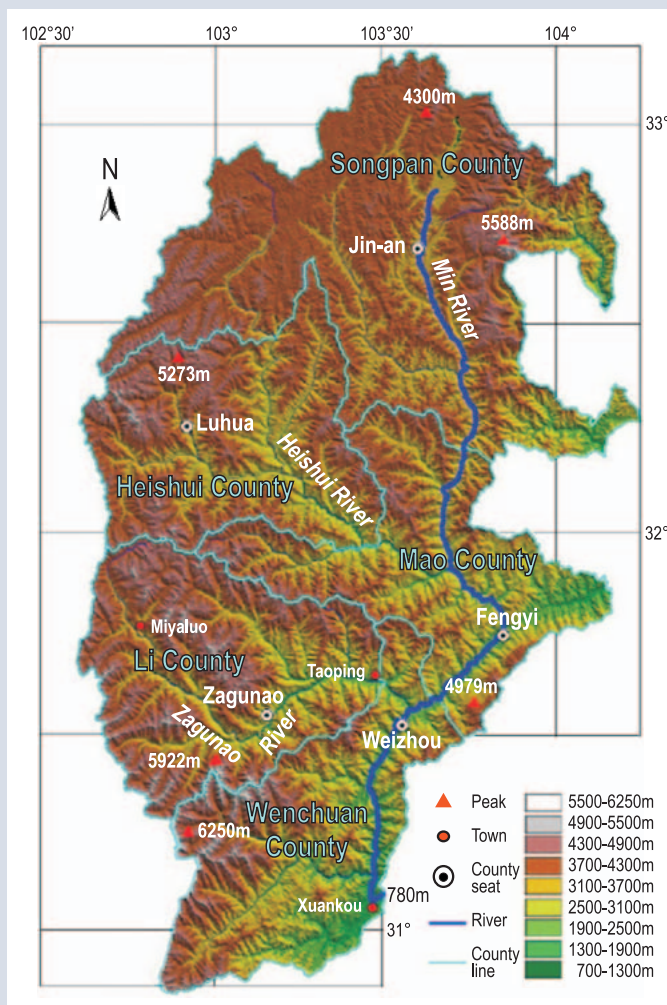 102°30’ 103° 103°30’ 104°
4300m
33°
Songpan County
N
5588m
Jin-an
Min River
5273m
Luhua
Heishui River
Heishui County
32°
Mao County
Fengyi
Miyaluo
Li County
Taoping
Zagunao
4979m
Zagunao River
Weizhou
5922m
Wenchuan
County
6250m
780m
Xuankou
31°
Peak
Town
County
seat
River
County
line
5500-6250m
4900-5500m
4300-4900m
3700-4300m
3100-3700m
2500-3100m
1900-2500m
1300-1900m
700-1300m